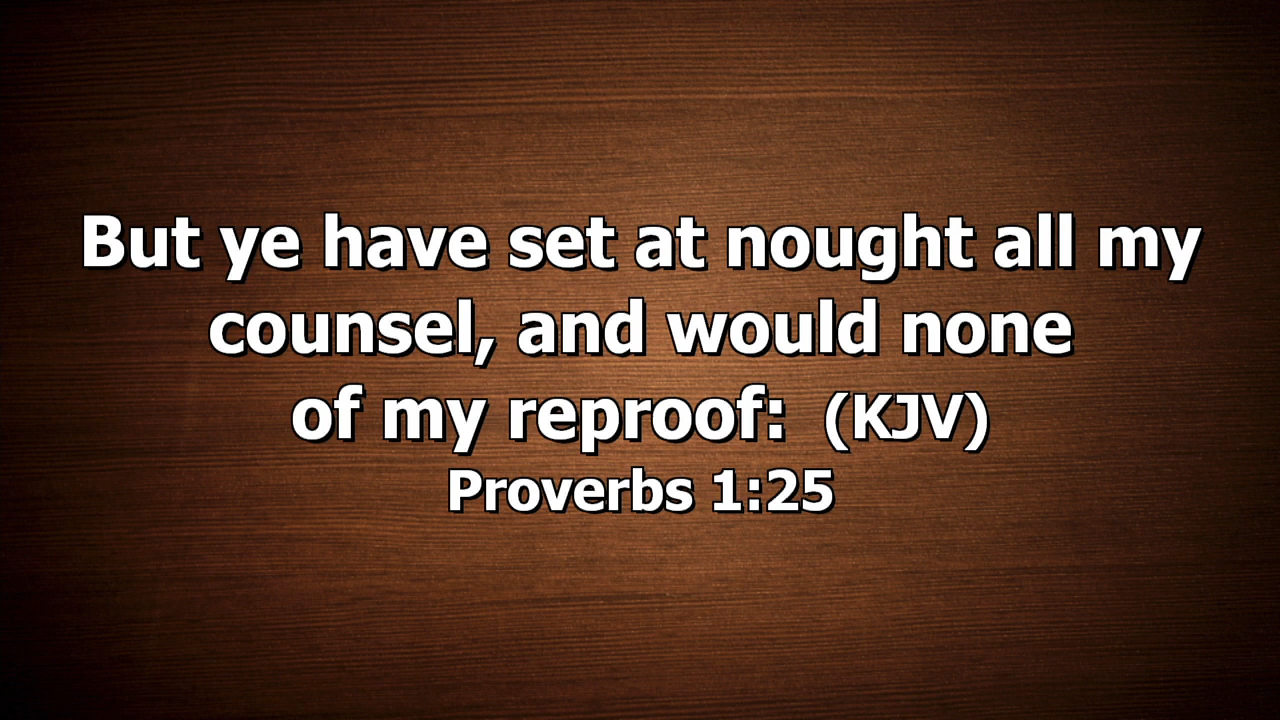 But ye have set at nought all my
counsel, and would none
of my reproof: (KJV)
Proverbs 1:25